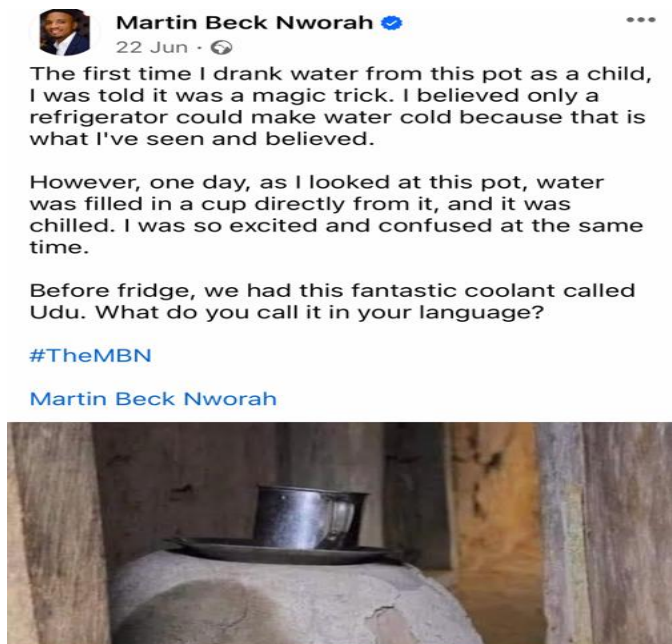 Martin Beck Nworah
22 Jun ·
The first time I drank water from this pot as a child,
I was told it was a magic trick. I believed only a
refrigerator could make water cold because that is
what I've seen and believed.
However, one day, as I looked at this pot, water
was filled in a cup directly from it, and it was
chilled. I was so excited and confused at the same
time.
Before fridge, we had this fantastic coolant called
Udu. What do you call it in your language?
#TheMBN
Martin Beck Nworah